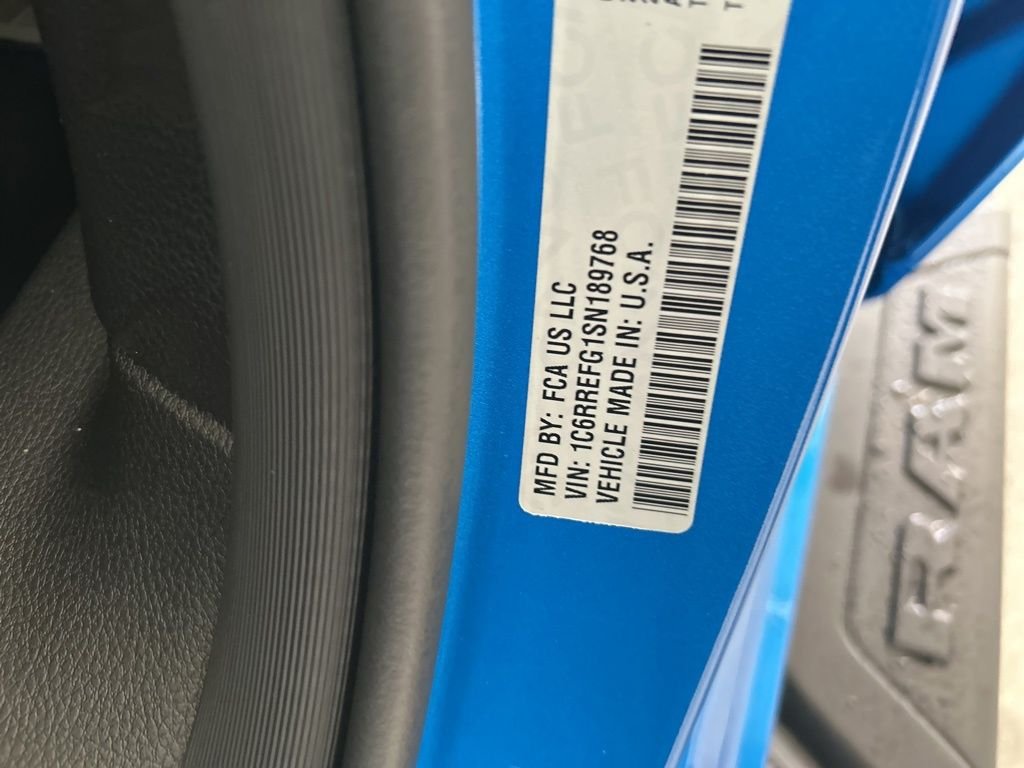 MFD BY: FCA US LLC
VIN: 1C6RREFG1SN189768
VEHICLE MADE IN: U.S.A.
RAM